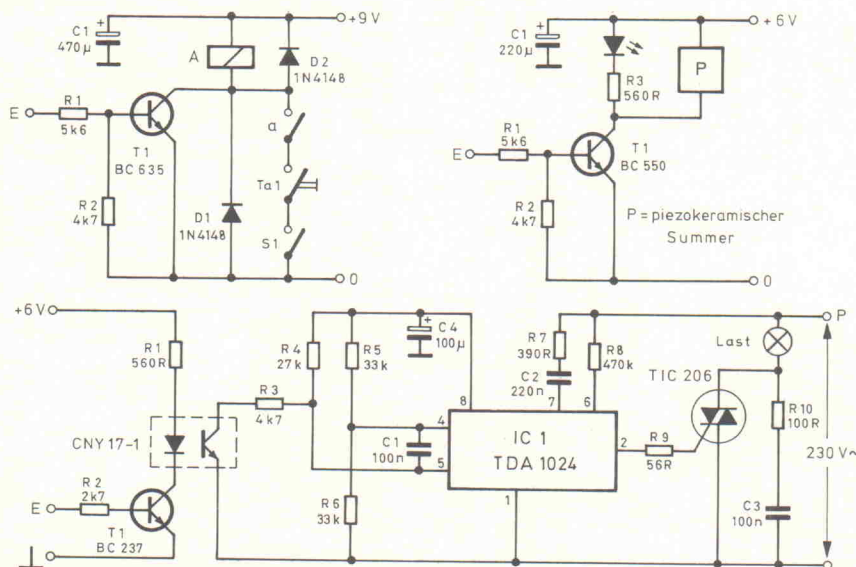 +9V
C1
470µ
+
A
D2
1N4148
E
R1
5k6
T1
BC 635
R2
4k7
D1
1N4148
a
Ta1
S1
0
+6V
C1
220µ
+
R3
560R
P
E
R1
5k6
T1
BC 550
R2
4k7
P = piezokeramischer
Summer
0
+6V
R1
560R
CNY 17-1
E
R2
2k7
T1
BC 237
R3
4k7
R4
27k
R5
33k
C4
100µ
+
C1
100n
R6
33k
8
4
5
1
7
6
2
IC 1
TDA 1024
R7
390R
C2
220n
R8
470k
R9
56R
TIC 206
Last
R10
100R
C3
100n
P
230 V~